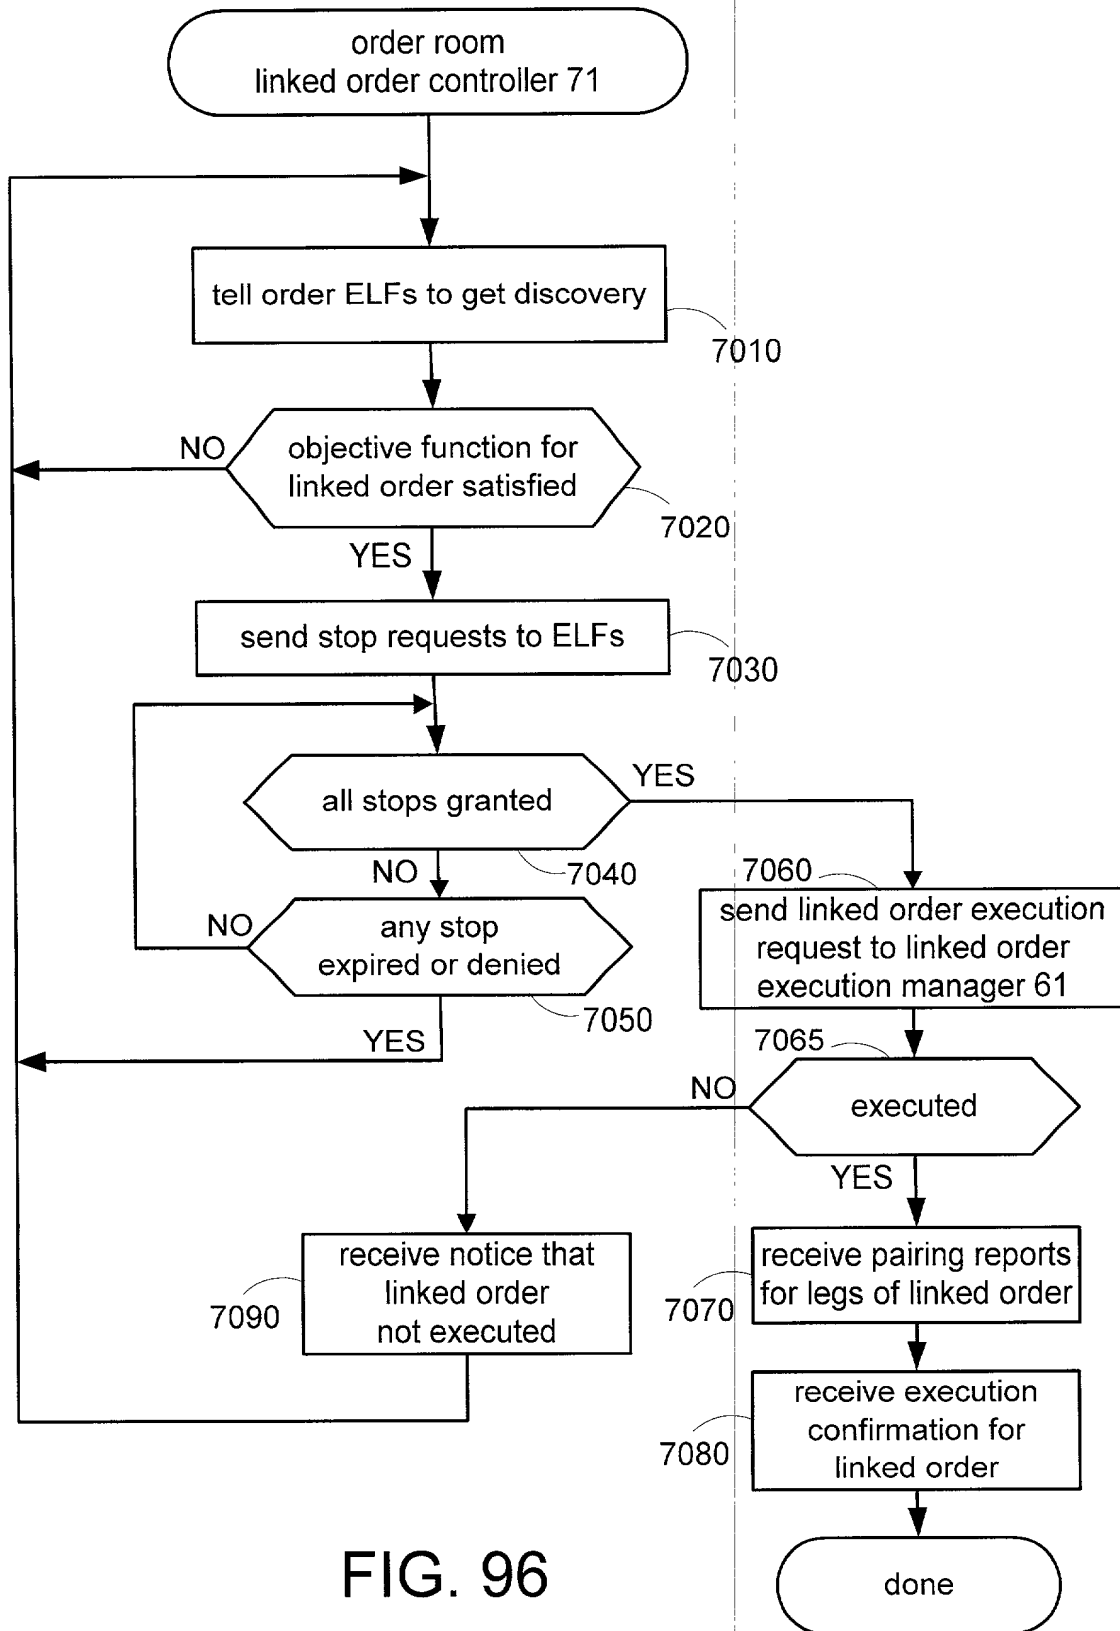 order room
linked order controller 71
tell order ELFs to get discovery
7010
NO
objective function for
linked order satisfied
7020
YES
send stop requests to ELFs
7030
all stops granted
YES
NO
7040
7060
send linked order execution
request to linked order
execution manager 61
NO
any stop
expired or denied
7050
YES
7065
NO
executed
YES
receive notice that
linked order
not executed
7090
receive pairing reports
for legs of linked order
7070
receive execution
confirmation for
linked order
7080
done
FIG. 96